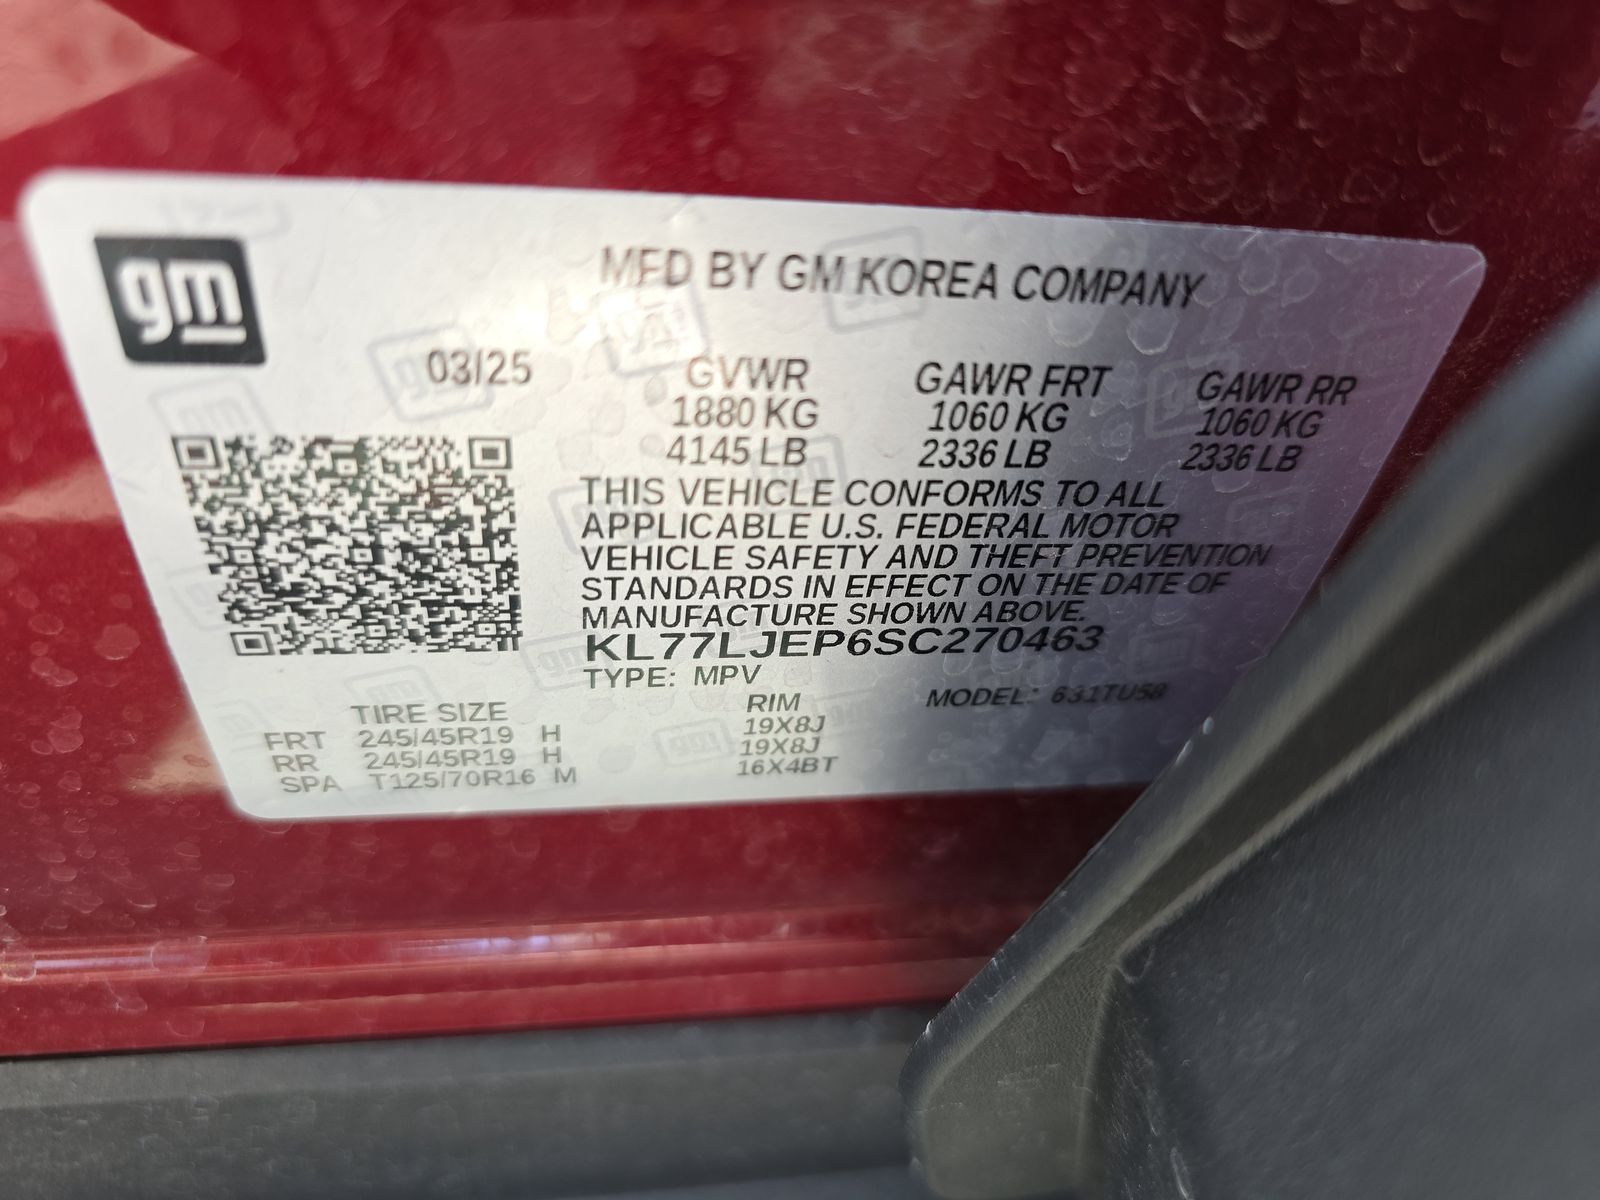 gm
MFD BY GM KOREA COMPANY
03/25
GVWR GAWR FRT GAWR RR
1880 KG 1060 KG 1060 KG
4145 LB 2336 LB 2336 LB
THIS VEHICLE CONFORMS TO ALL
APPLICABLE U.S. FEDERAL MOTOR
VEHICLE SAFETY AND THEFT PREVENTION
STANDARDS IN EFFECT ON THE DATE OF
MANUFACTURE SHOWN ABOVE.
KL77LJEP6SC270463
TYPE: MPV
MODEL: 631TU58
TIRE SIZE RIM
FRT 245/45R19 H 19X8J
RR 245/45R19 H 19X8J
SPA T125/70R16 M 16X4BT